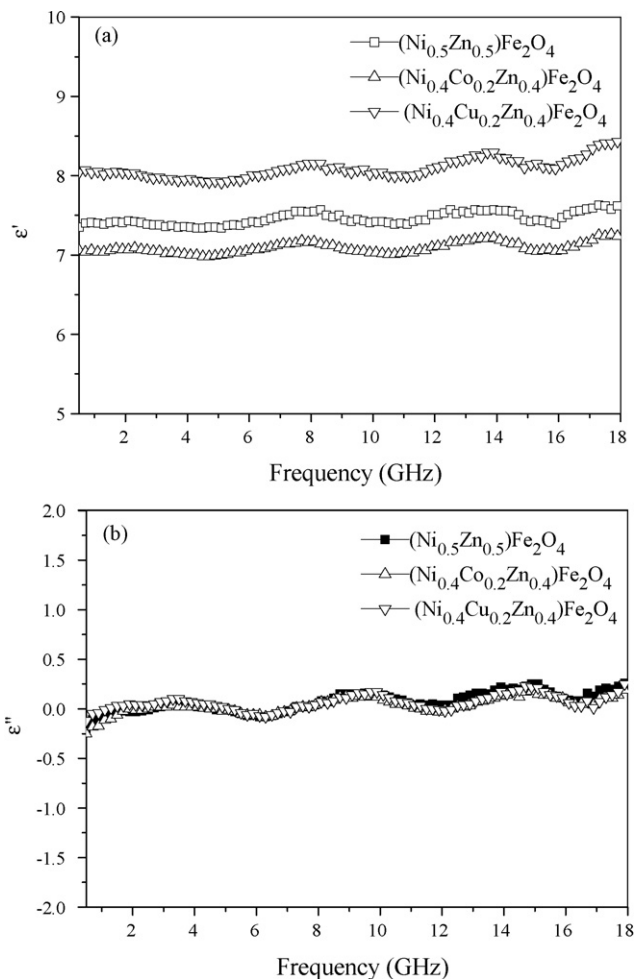 (a)
(Ni0.5Zn0.5)Fe2O4
(Ni0.4Co0.2Zn0.4)Fe2O4
(Ni0.4Cu0.2Zn0.4)Fe2O4
10
9
8
7
6
5
ε'
2 4 6 8 10 12 14 16 18
Frequency (GHz)
(b)
(Ni0.5Zn0.5)Fe2O4
(Ni0.4Co0.2Zn0.4)Fe2O4
(Ni0.4Cu0.2Zn0.4)Fe2O4
2.0
1.5
1.0
0.5
0.0
-0.5
-1.0
-1.5
-2.0
ε"
2 4 6 8 10 12 14 16 18
Frequency (GHz)